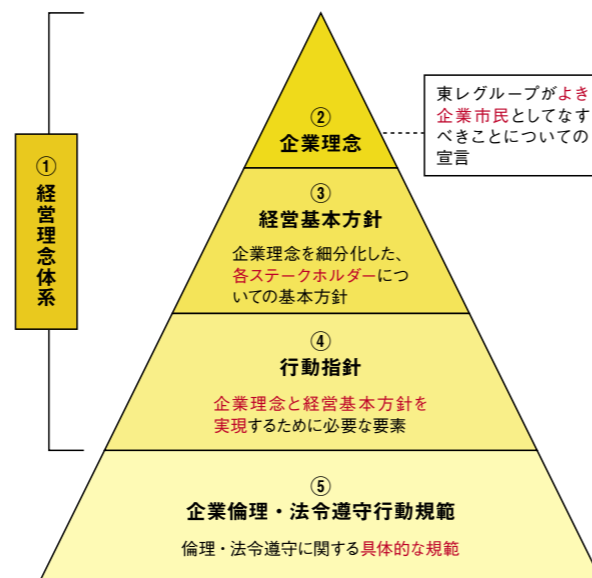 ①
経営理念体系
②
企業理念
東レグループがよき
企業市民としてなす
べきことについての
宣言
③
経営基本方針
企業理念を細分化した、
各ステークホルダーにつ
いての基本方針
④
行動指針
企業理念と経営基本方針を
実現するために必要な要素
⑤
企業倫理・法令遵守行動規範
倫理・法令遵守に関する具体的な規範